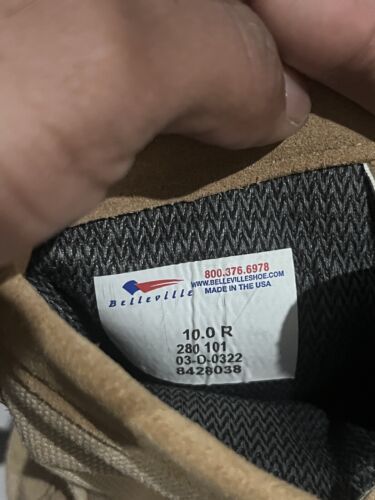 800.376.6978
WWW.BELLEVILLESHOE.COM
MADE IN THE USA
Belleville
10.0 R
280 101
03-D-0322
8428038